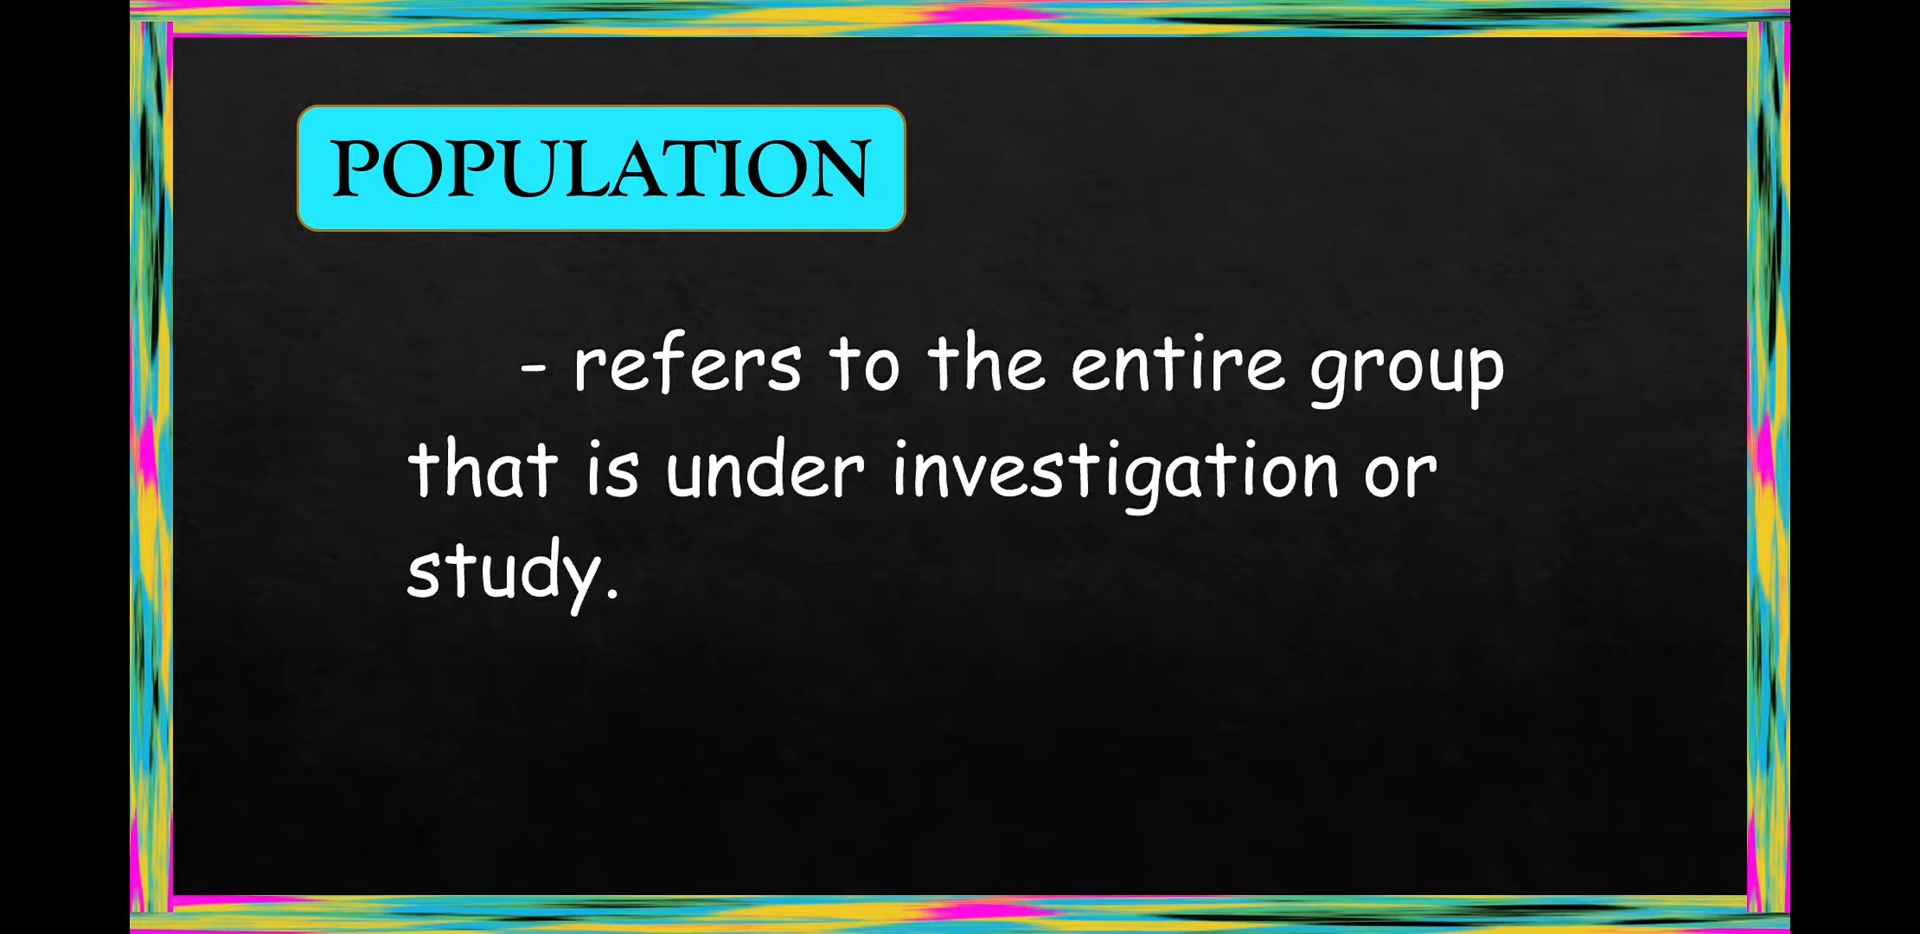 POPULATION
- refers to the entire group
that is under investigation or
study.